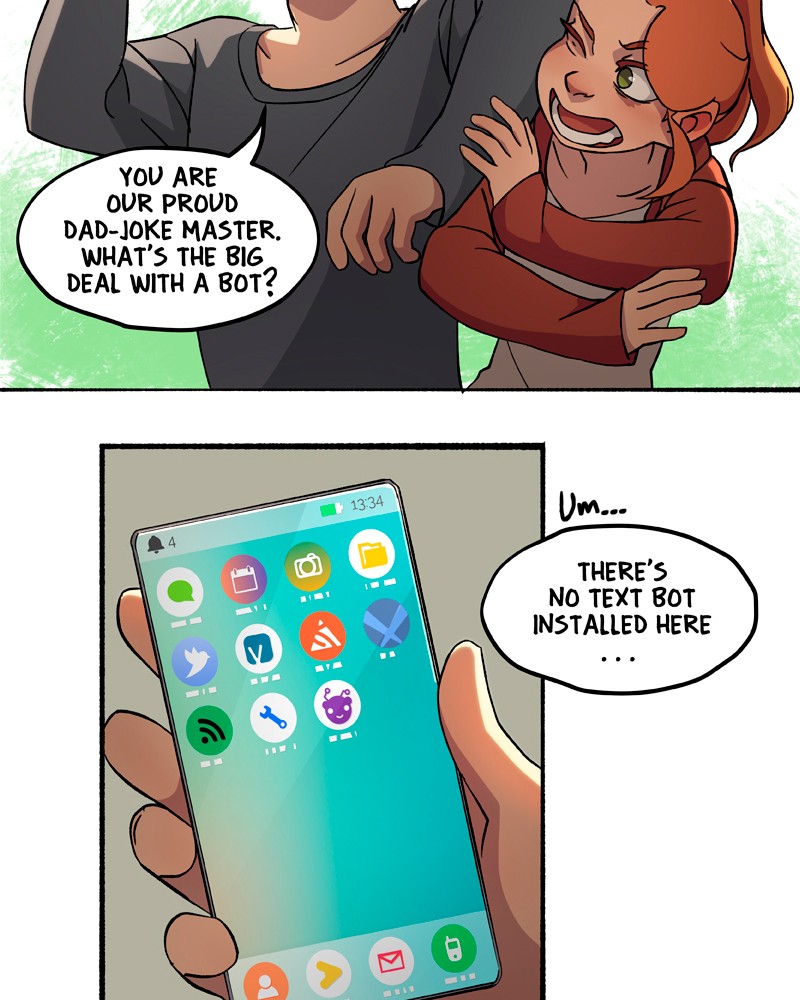 YOU ARE
OUR PROUD
DAD-JOKE MASTER.
WHAT'S THE BIG
DEAL WITH A BOT?
4
13:34
Um...
THERE'S
NO TEXT BOT
INSTALLED HERE
...